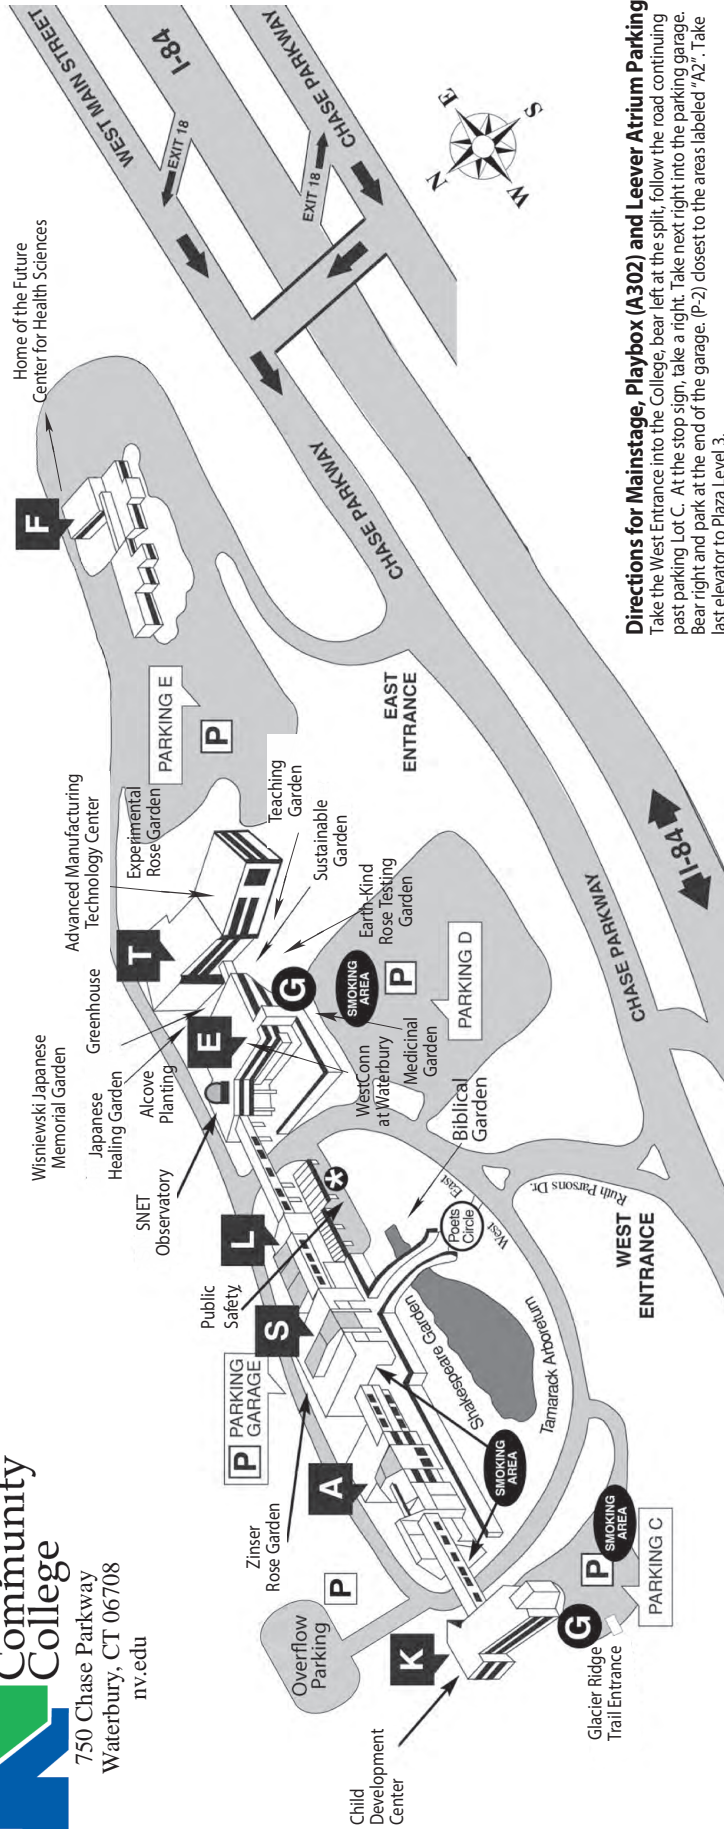 Community
College
750 Chase Parkway
Waterbury, CT 06708
nv.edu
Child
Development
Center
Overflow
Parking
P
K
Glacier Ridge
Trail Entrance
G
P
SMOKING
AREA
PARKING C
Zinser
Rose Garden
P PARKING
GARAGE
A
SMOKING
AREA
S
Public
Safety
L
Shakespeare Garden
Tamarack Arboretum
Poets
Circle
West
East
Biblical
Garden
*
WEST
ENTRANCE
Ruth Parsons Dr.
SNET
Observatory
Wisniewski Japanese
Memorial Garden
Japanese
Healing Garden
Alcove
Planting
Greenhouse
E
WestConn
at Waterbury
Medicinal
Garden
G
SMOKING
AREA
P
PARKING D
T
Advanced Manufacturing
Technology Center
Experimental
Rose Garden
Teaching
Garden
Sustainable
Garden
Earth-Kind
Rose Testing
Garden
PARKING E
P
EAST
ENTRANCE
F
Home of the Future
Center for Health Sciences
CHASE PARKWAY
CHASE PARKWAY
I-84
WEST MAIN STREET
I-84
CHASE PARKWAY
EXIT 18
EXIT 18
N
E
S
W
Directions for Mainstage, Playbox (A302) and Leever Atrium Parking
Take the West Entrance into the College, bear left at the split, follow the road continuing
past parking Lot C. At the stop sign, take a right. Take next right into the parking garage.
Bear right and park at the end of the garage. (P-2) closest to the areas labeled "A2". Take
last elevator to Plaza Level 3.